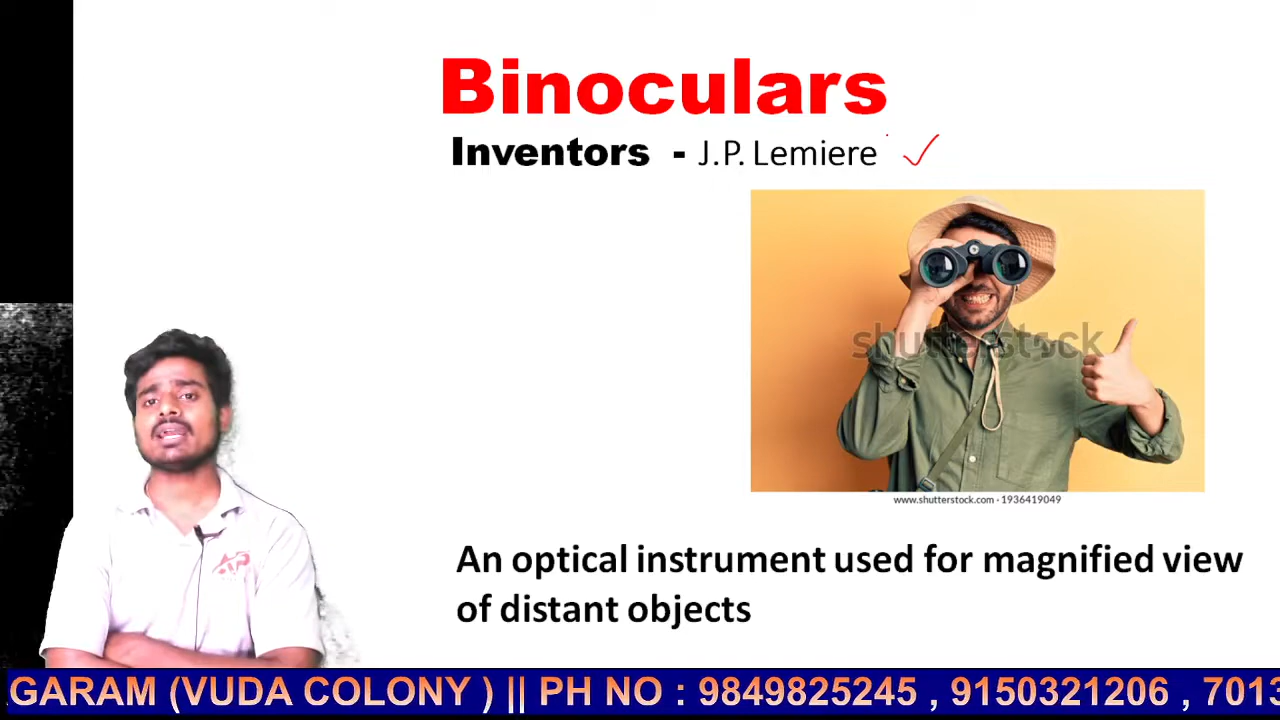 Binoculars
Inventors - J.P. Lemiere
shutterstock
www.shutterstock.com · 1936419049
An optical instrument used for magnified view
of distant objects
GARAM (VUDA COLONY ) || PH NO : 9849825245 , 9150321206 , 7013